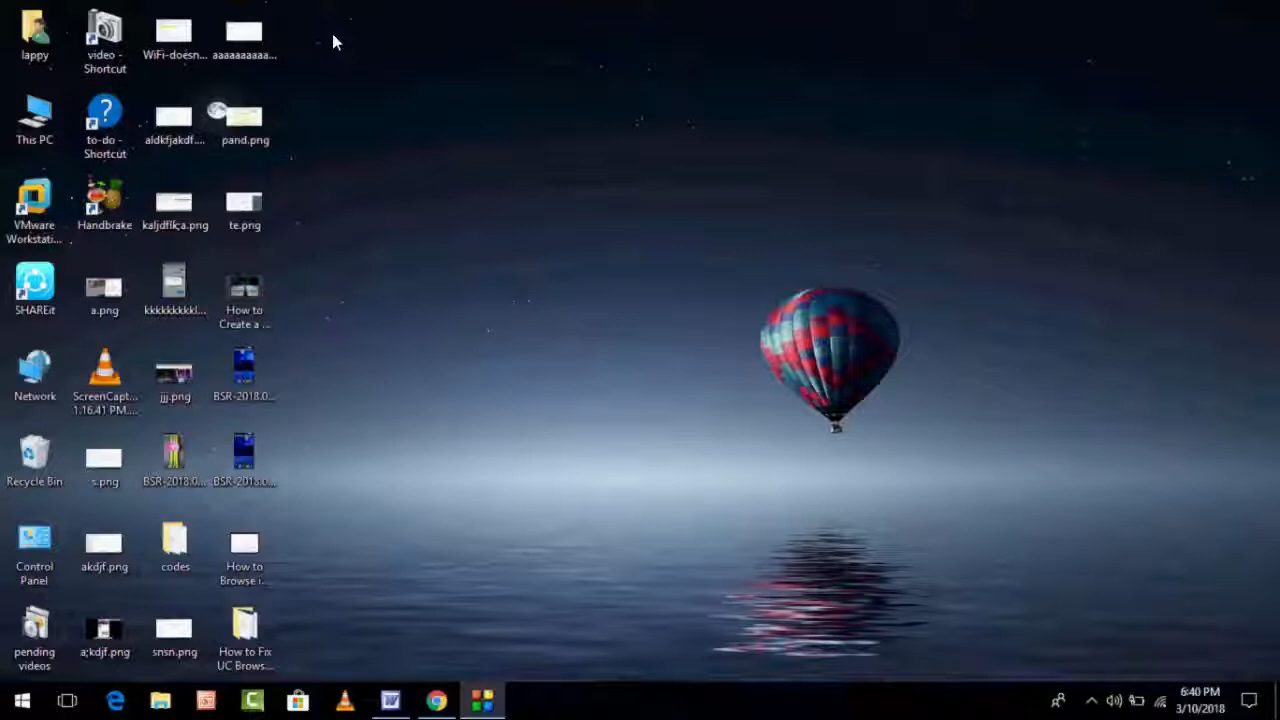 lappy
video -
Shortcut
WiFi-doesn...
aaaaaaaaaa...
This PC
to-do -
Shortcut
aldkfjakdf....
pand.png
VMware
Workstati...
Handbrake
kaljdflk;a.png
te.png
SHAREit
a.png
kkkkkkkkkl...
How to
Create a ...
Network
ScreenCapt...
1.16.41 PM....
jjj.png
BSR-2018.0...
Recycle Bin
s.png
BSR-2018.0...
BSR-2018.0...
Control
Panel
akdjf.png
codes
How to
Browse i...
pending
videos
a;kdjf.png
snsn.png
How to Fix
UC Brows...
6:40 PM
3/10/2018